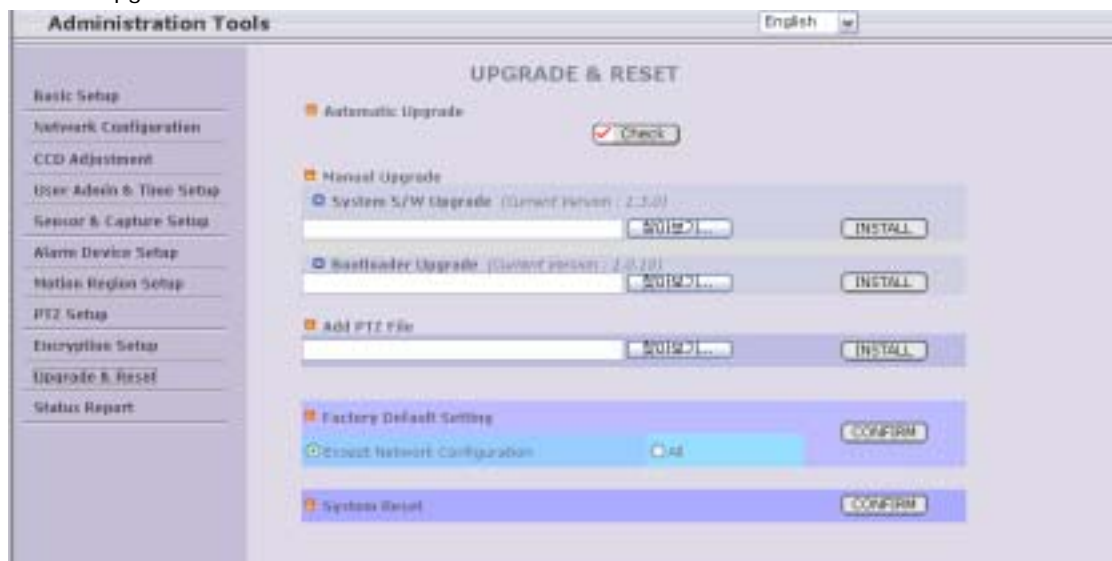 Administration Tools
English
UPGRADE & RESET
Basic Setup
Network Configuration
CCD Adjustment
User Admin & Time Setup
Sensor & Capture Setup
Alarm Device Setup
Motion Region Setup
PTZ Setup
Encryption Setup
Upgrade & Reset
Status Report
Automatic Upgrade
Check
Manual Upgrade
System S/W Upgrade (Current Version : 2.3.0)
찾아보기... INSTALL
Bootloader Upgrade (Current Version :
찾아보기... INSTALL
Add PTZ File
찾아보기... INSTALL
Factory Default Setting
CONFIRM
Except Network Configuration All
System Reset CONFIRM